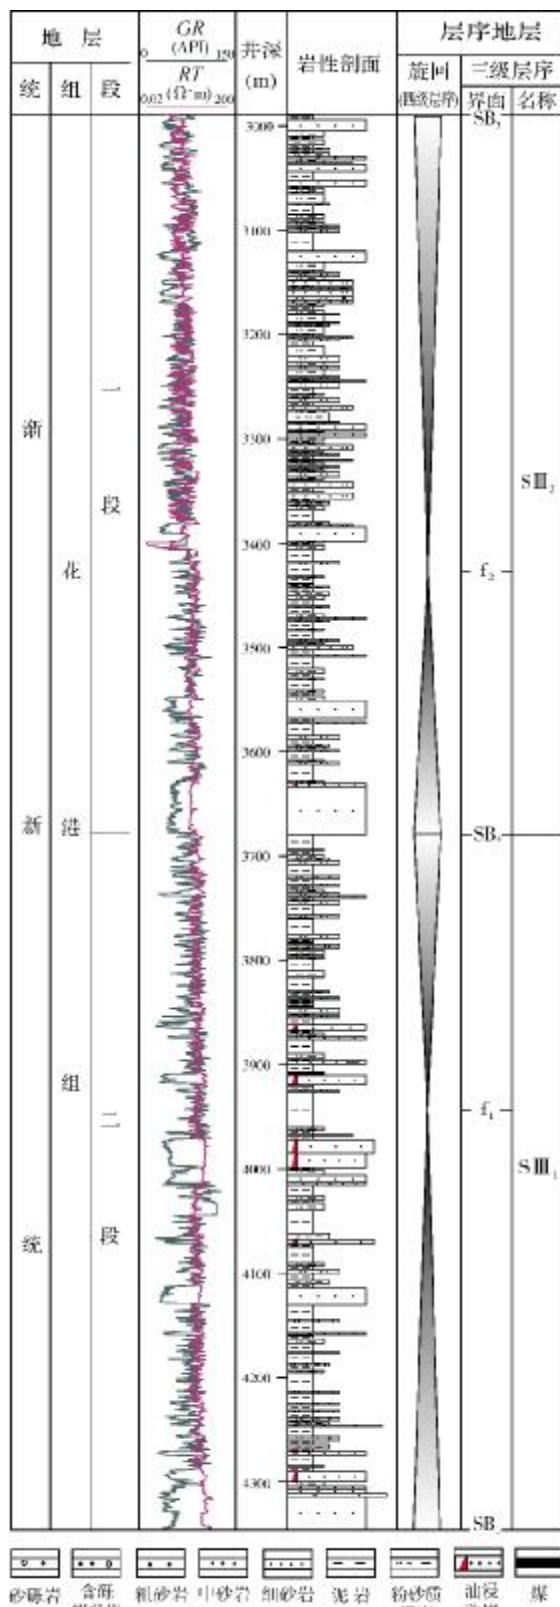 地 层
GR
(API)
0 150
RT
(Ω·m)
0.02 200
井深
(m)
岩性剖面
层序地层
旋回
(四级层序)
三级层序
统
组
段
界面
名称
渐
新
统
花
港
组
一
段
二
段
3000
3100
3200
3300
3400
3500
3600
3700
3800
3900
4000
4100
4200
4300
SB
f₂
SB
f₁
SB
SⅢ₂
SⅢ₁
砂砾岩
含砾
粗砂岩
中砂岩
细砂岩
泥岩
粉砂质
油浸
煤